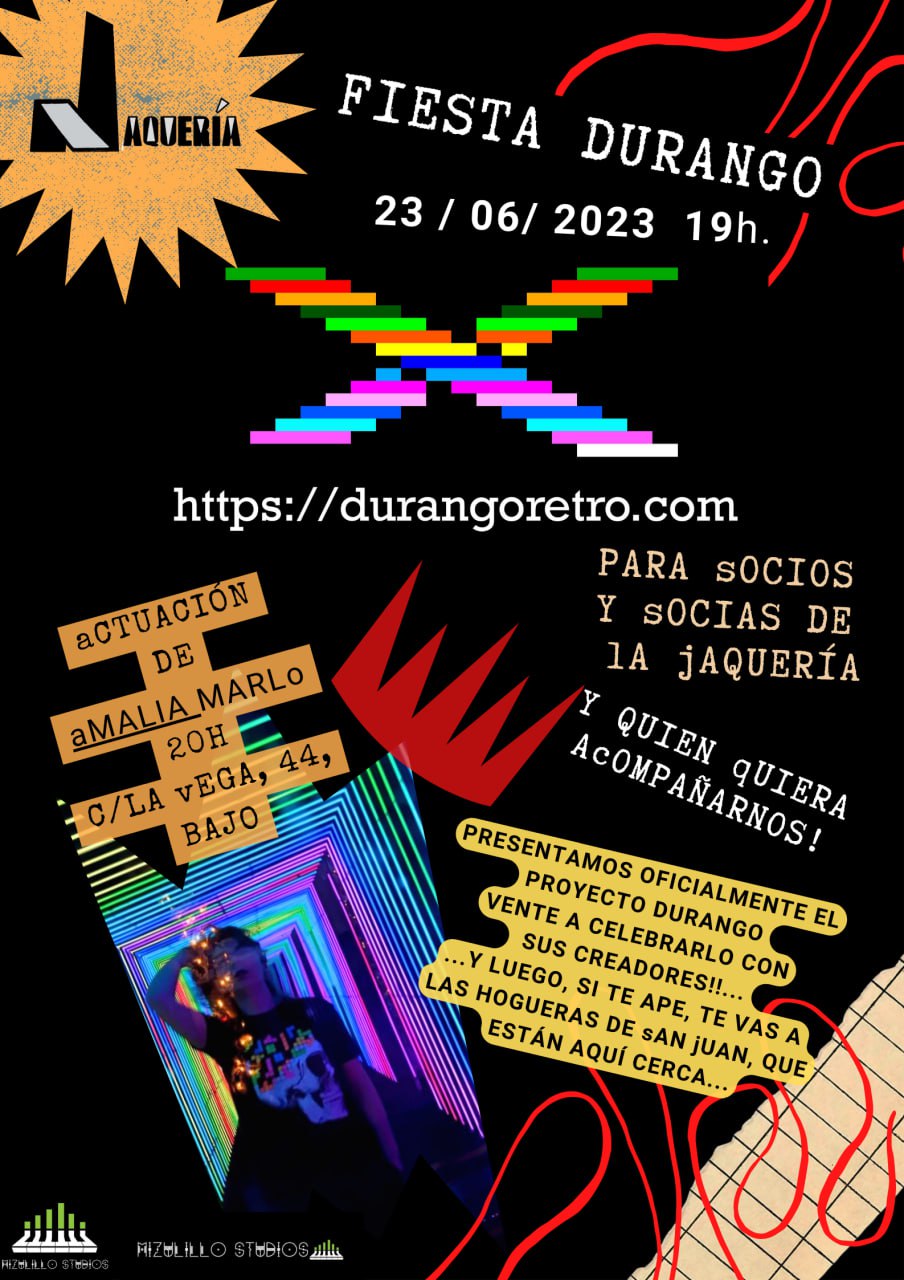 JAQUERÍA
FIESTA DURANGO
23 / 06/ 2023 19h.
https://durangoretro.com
PARA sOCIOS
Y sOCIAS DE
lA jAQUERÍA
Y QUIEN qUIERA
AcOMPAÑARNOS!
aCTUACIÓN
DE
aMALIA MARLo
20H
C/LA vEGA, 44,
BAJO
PRESENTAMOS OFICIALMENTE EL
PROYECTO DURANGO
VENTE A CELEBRARLO CON
SUS CREADORES!!...
...Y LUEGO, SI TE APE, TE VAS A
LAS HOGUERAS DE sAN jUAN, QUE
ESTÁN AQUÍ CERCA...
MIZULILLO STUDIOS
MIZULILLO STUDIOS